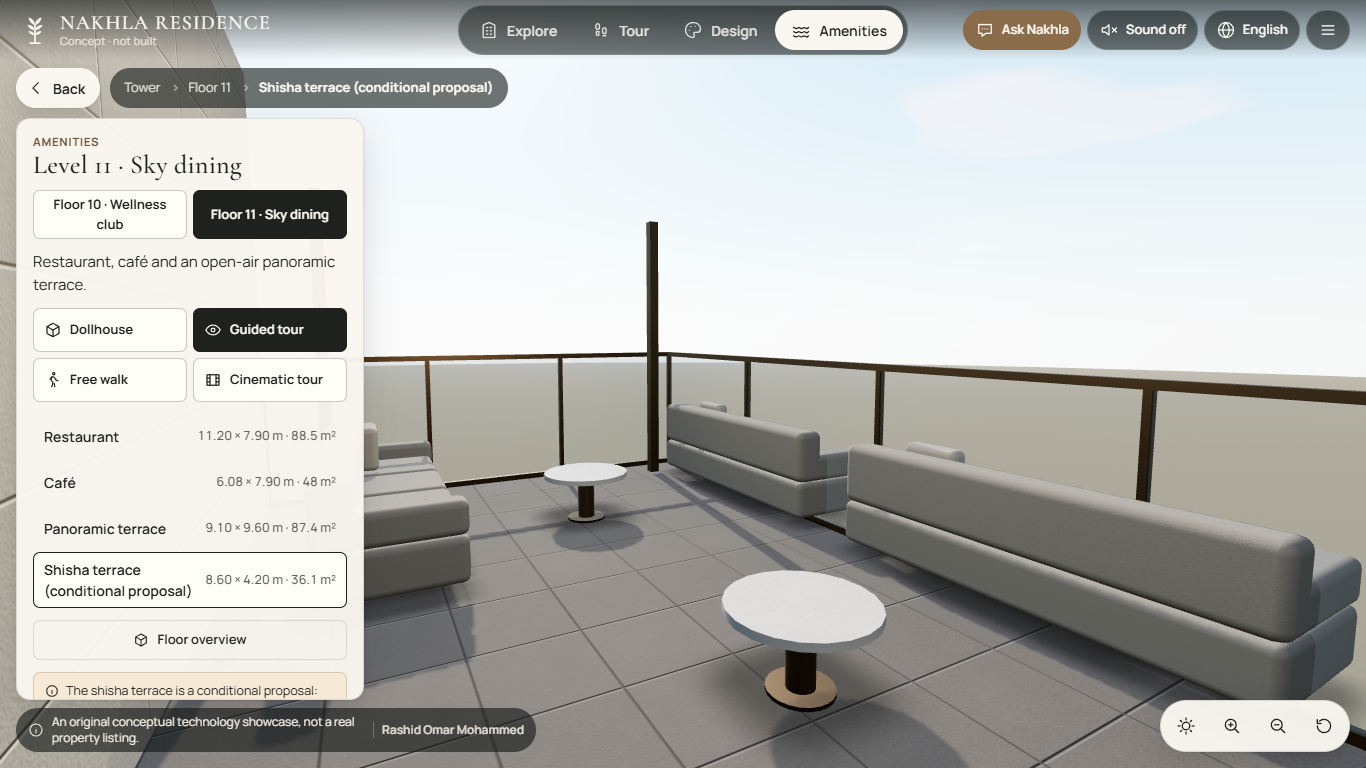 NAKHLA RESIDENCE
Concept · not built
Explore
Tour
Design
Amenities
Ask Nakhla
Sound off
English
Back
Tower › Floor 11 › Shisha terrace (conditional proposal)
AMENITIES
Level 11 · Sky dining
Floor 10 · Wellness
club
Floor 11 · Sky dining
Restaurant, café and an open-air panoramic
terrace.
Dollhouse
Guided tour
Free walk
Cinematic tour
Restaurant 11.20 × 7.90 m · 88.5 m²
Café 6.08 × 7.90 m · 48 m²
Panoramic terrace 9.10 × 9.60 m · 87.4 m²
Shisha terrace
(conditional proposal) 8.60 × 4.20 m · 36.1 m²
Floor overview
The shisha terrace is a conditional proposal:
An original conceptual technology showcase, not a real
property listing.
Rashid Omar Mohammed